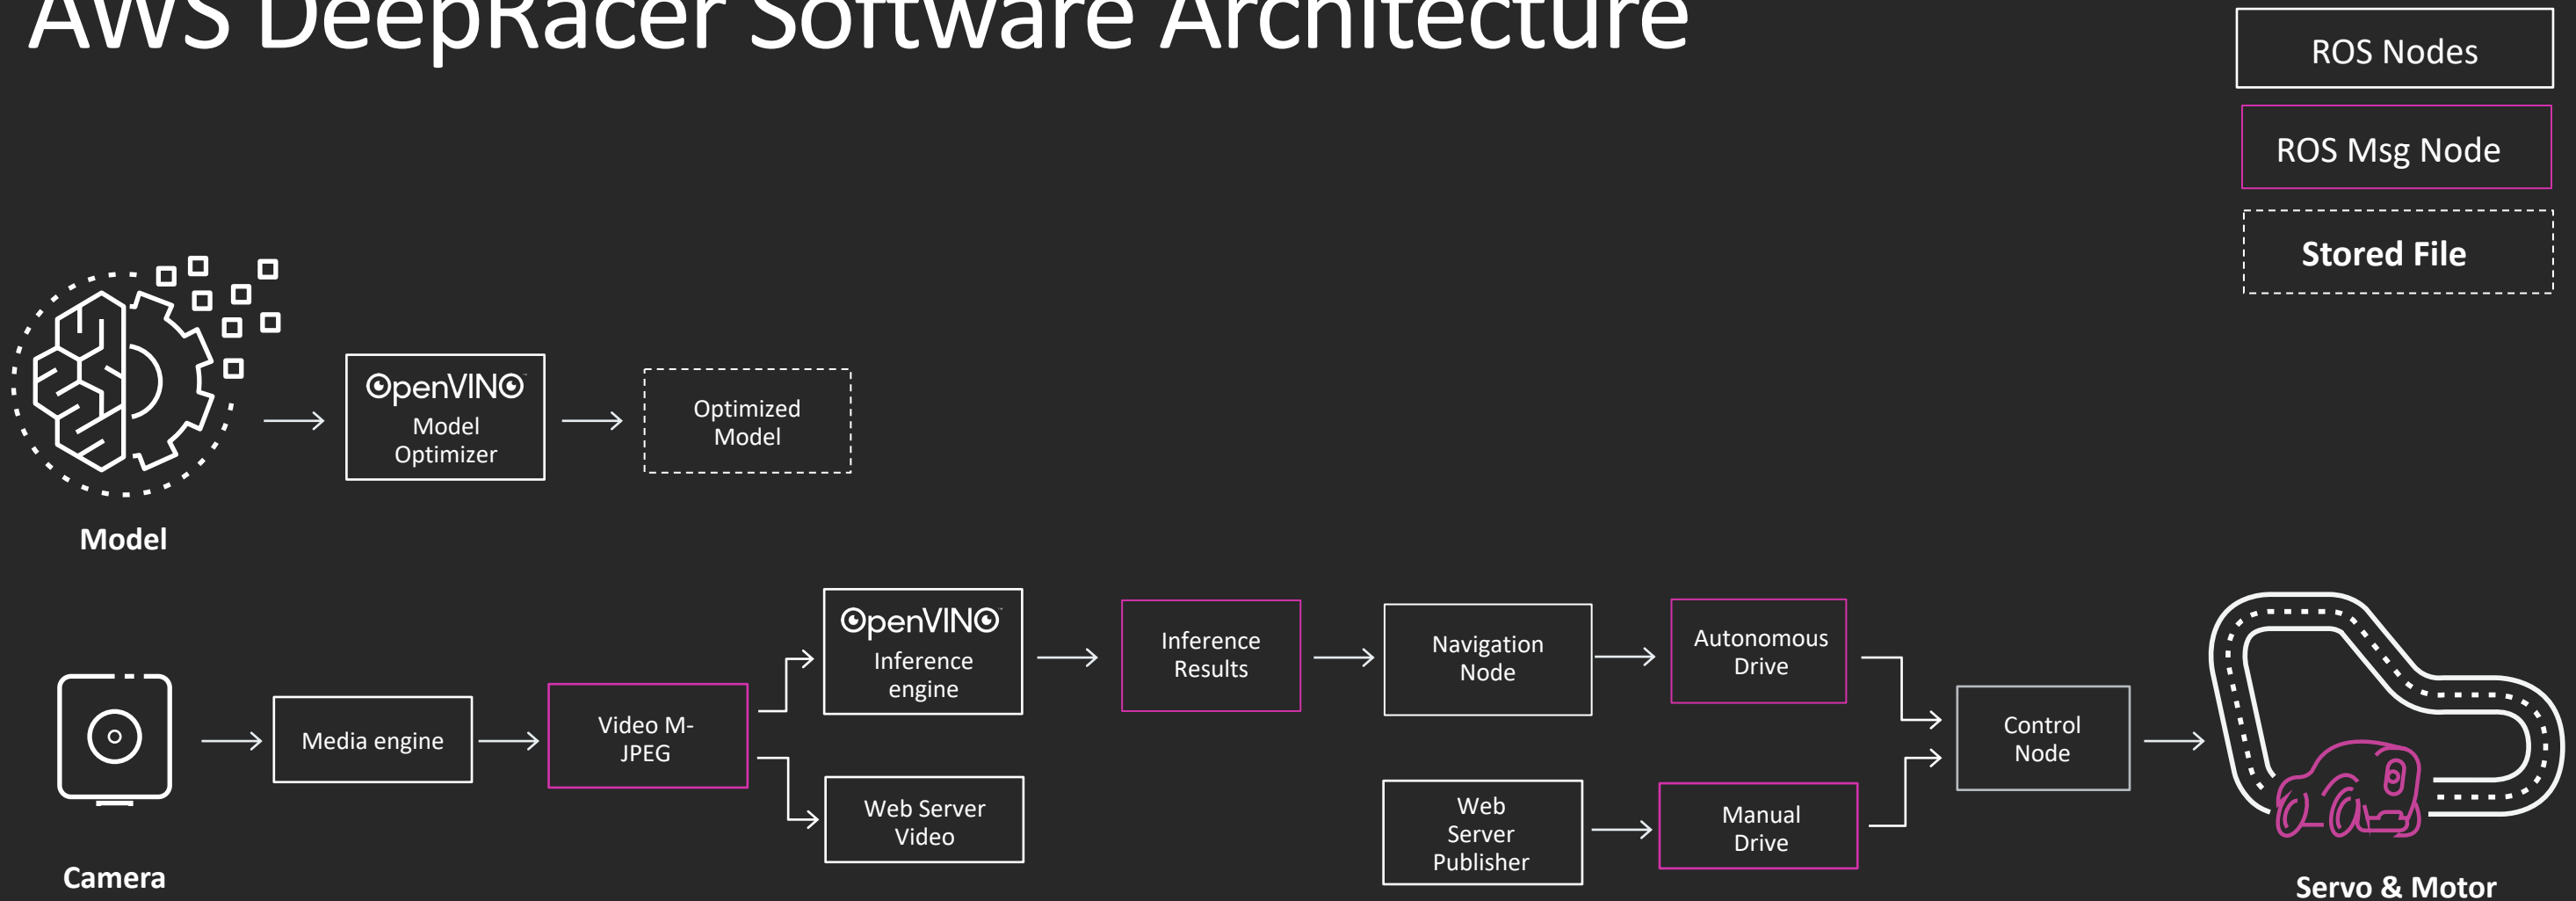 AWS DeepRacer Software Architecture
ROS Nodes
ROS Msg Node
Stored File
OpenVINO™
Model
Optimizer
Optimized
Model
Model
OpenVINO™
Inference
engine
Inference
Results
Navigation
Node
Autonomous
Drive
Media engine
Video M-
JPEG
Control
Node
Web Server
Video
Web
Server
Publisher
Manual
Drive
Camera
Servo & Motor